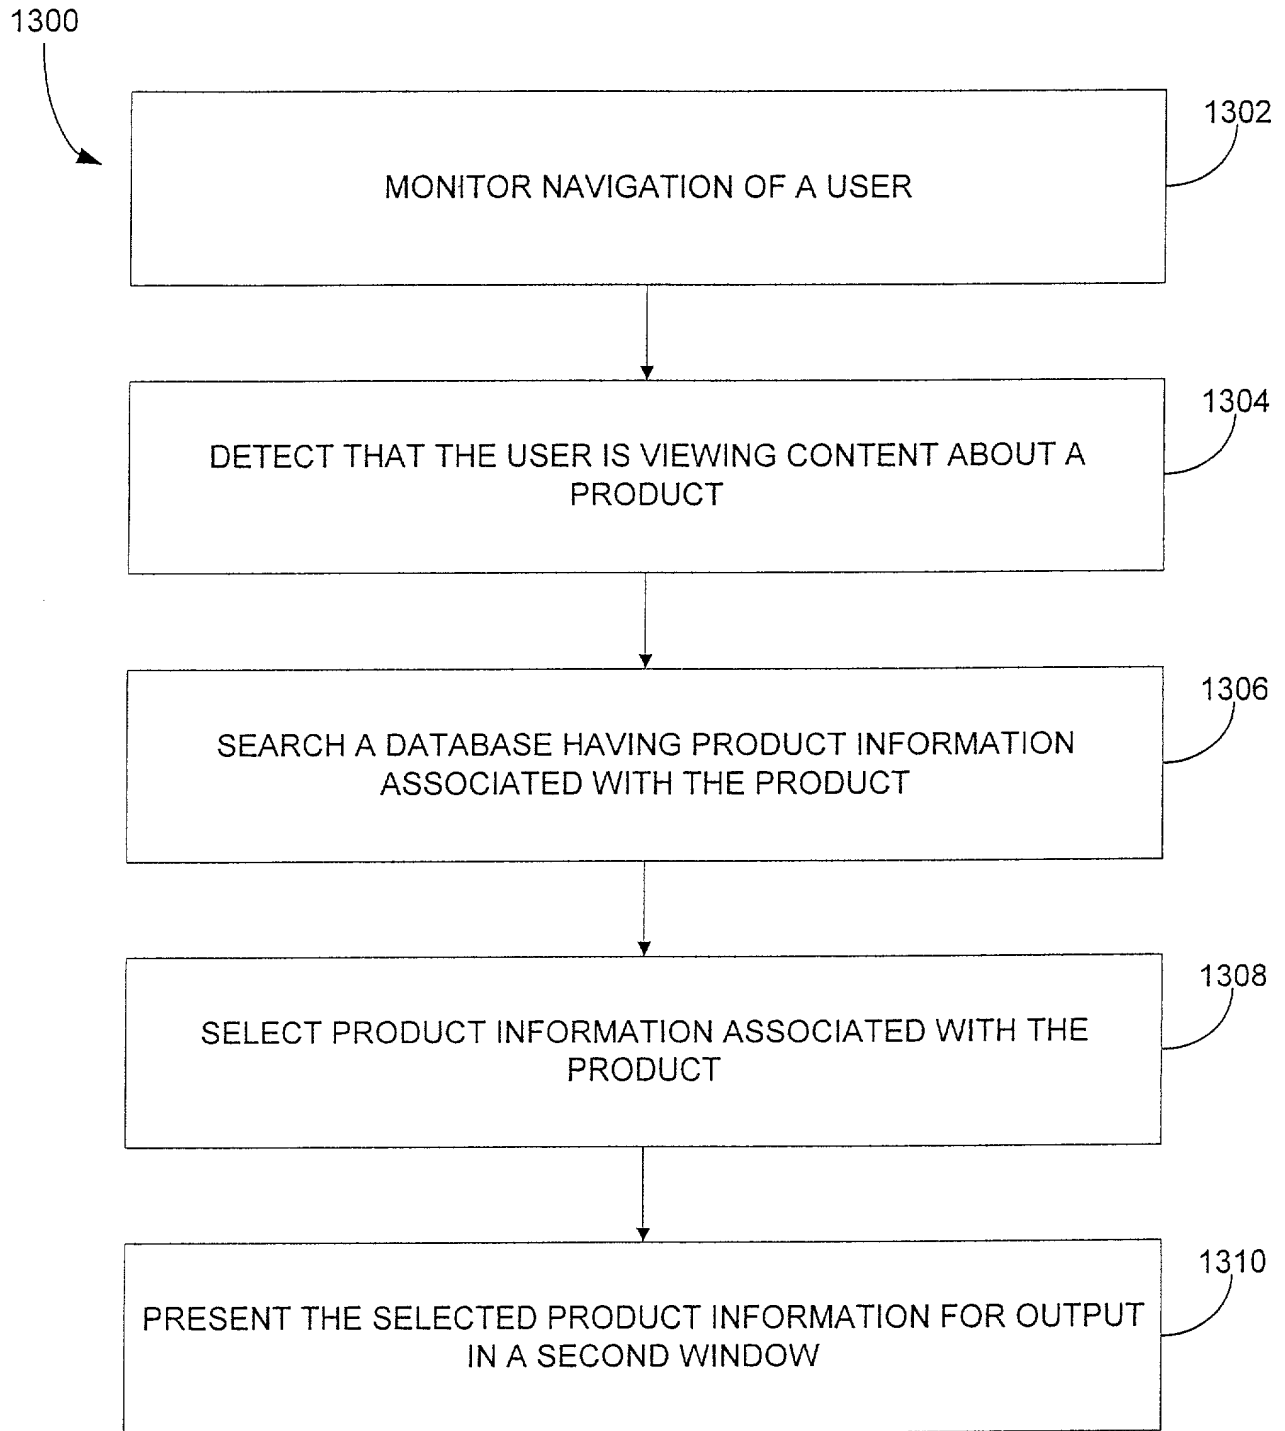 1300
1302
MONITOR NAVIGATION OF A USER
1304
DETECT THAT THE USER IS VIEWING CONTENT ABOUT A
PRODUCT
1306
SEARCH A DATABASE HAVING PRODUCT INFORMATION
ASSOCIATED WITH THE PRODUCT
1308
SELECT PRODUCT INFORMATION ASSOCIATED WITH THE
PRODUCT
1310
PRESENT THE SELECTED PRODUCT INFORMATION FOR OUTPUT
IN A SECOND WINDOW